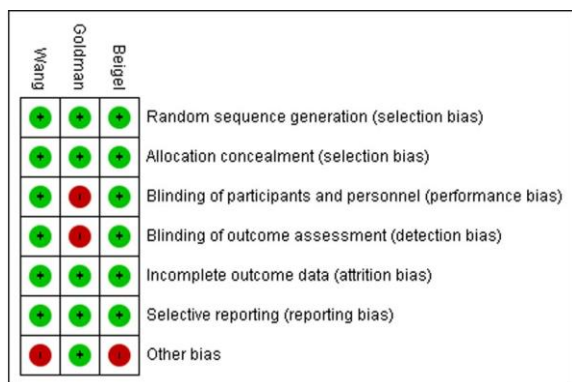 Wang Goldman Beigel
+ + + Random sequence generation (selection bias)
+ + + Allocation concealment (selection bias)
+ - + Blinding of participants and personnel (performance bias)
+ - + Blinding of outcome assessment (detection bias)
+ + + Incomplete outcome data (attrition bias)
+ + + Selective reporting (reporting bias)
- + - Other bias